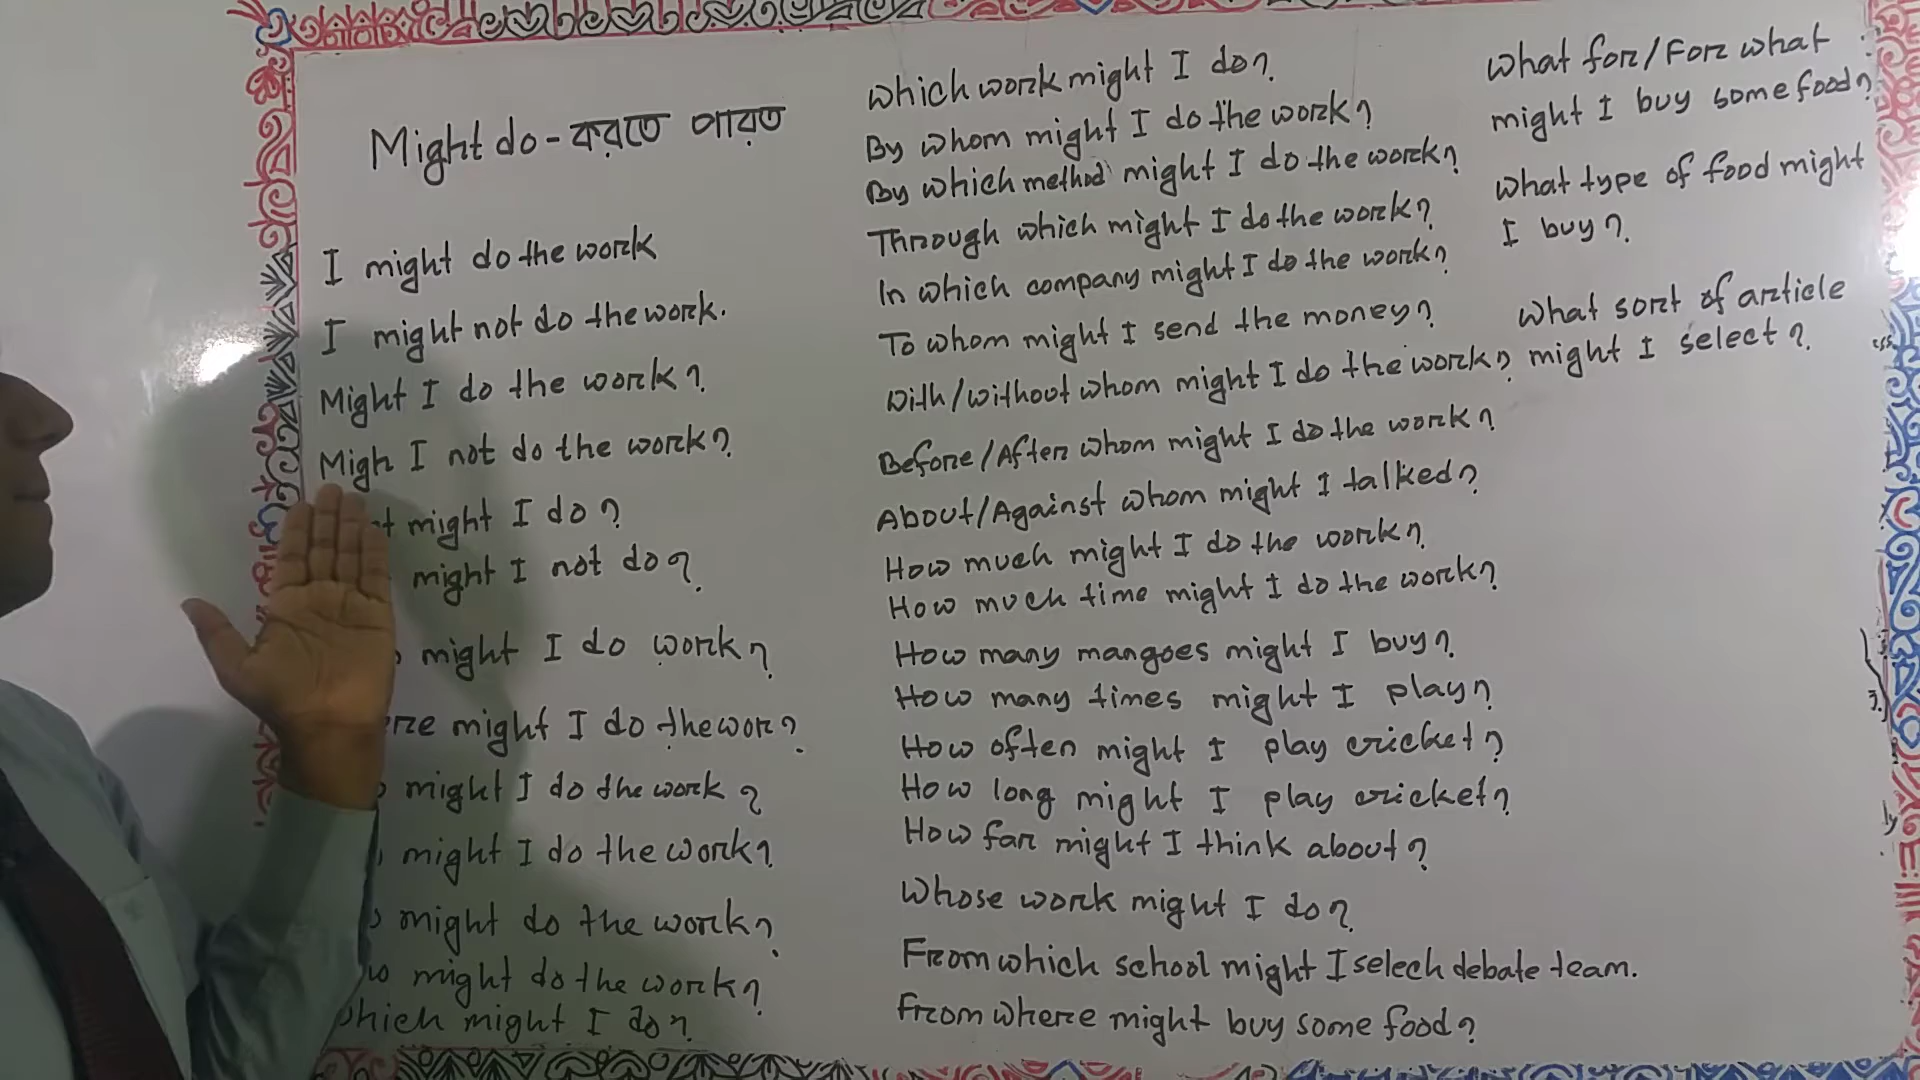 Might do - করতে পারত
I might do the work
I might not do the work.
Might I do the work?
Migh I not do the work?
might I do?
might I not do?
might I do work?
might I do the wor?
might I do the work?
might I do the work?
might do the work?
might do the work?
which might I do?
which work might I do?
By whom might I do the work?
By which method might I do the work?
Through which might I do the work?
In which company might I do the work?
To whom might I send the money?
with/without whom might I do the work?
Before/After whom might I do the work?
About/Against whom might I talked?
How much might I do the work?
How much time might I do the work?
How many mangoes might I buy?
How many times might I play?
How often might I play cricket?
How long might I play cricket?
How far might I think about?
Whose work might I do?
From which school might I selech debate team.
From where might buy some food?
what for/For what
might I buy some food?
what type of food might
I buy?
what sort of article
might I select?